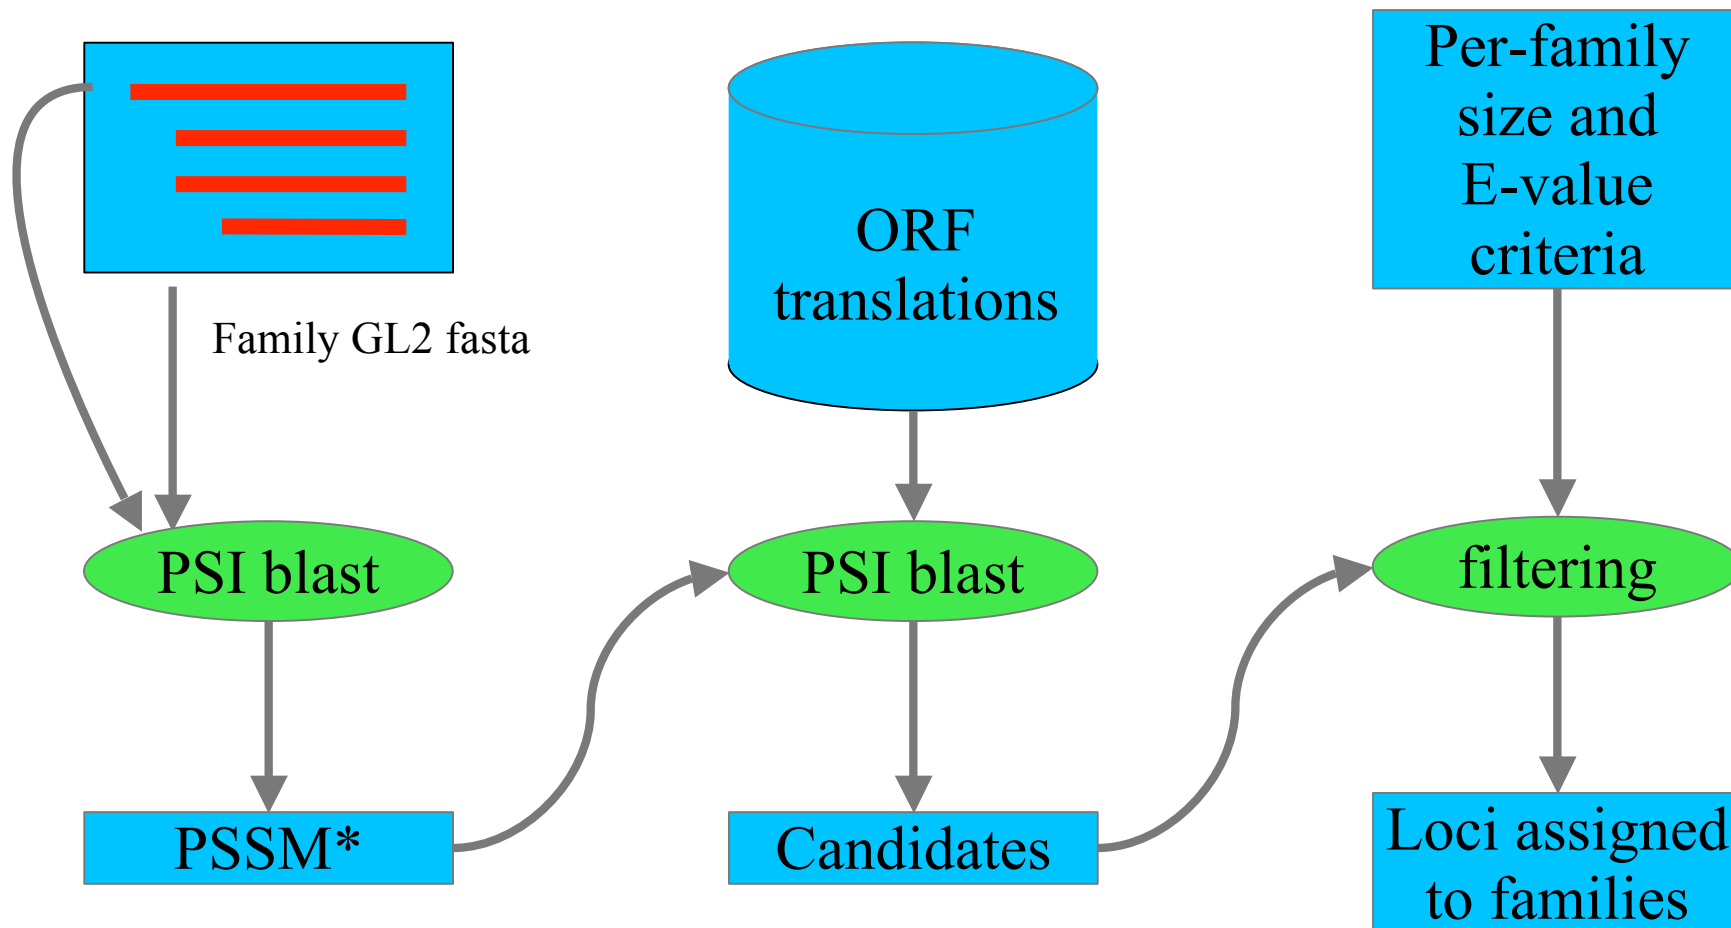 Family GL2 fasta
PSI blast
PSSM*
ORF
translations
PSI blast
Candidates
Per-family
size and
E-value
criteria
filtering
Loci assigned
to families